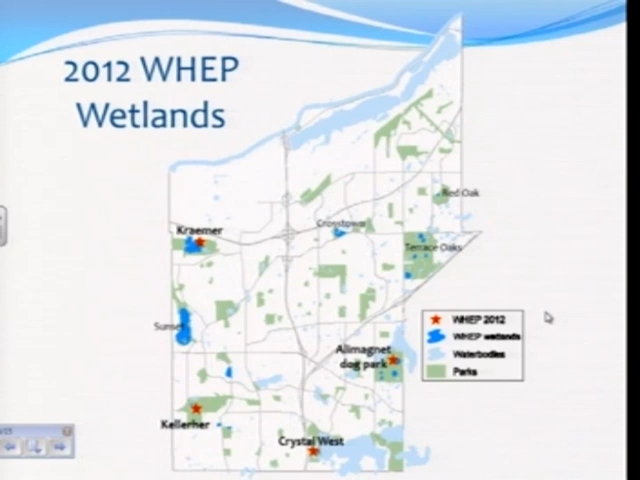 2012 WHEP
Wetlands
Red Oak
Crosstown
Kraemer
Terrace Oaks
WHEP 2012
WHEP wetlands
Waterbodies
Parks
Sunset
Alimagnet
dog park
Kelleher
Crystal West